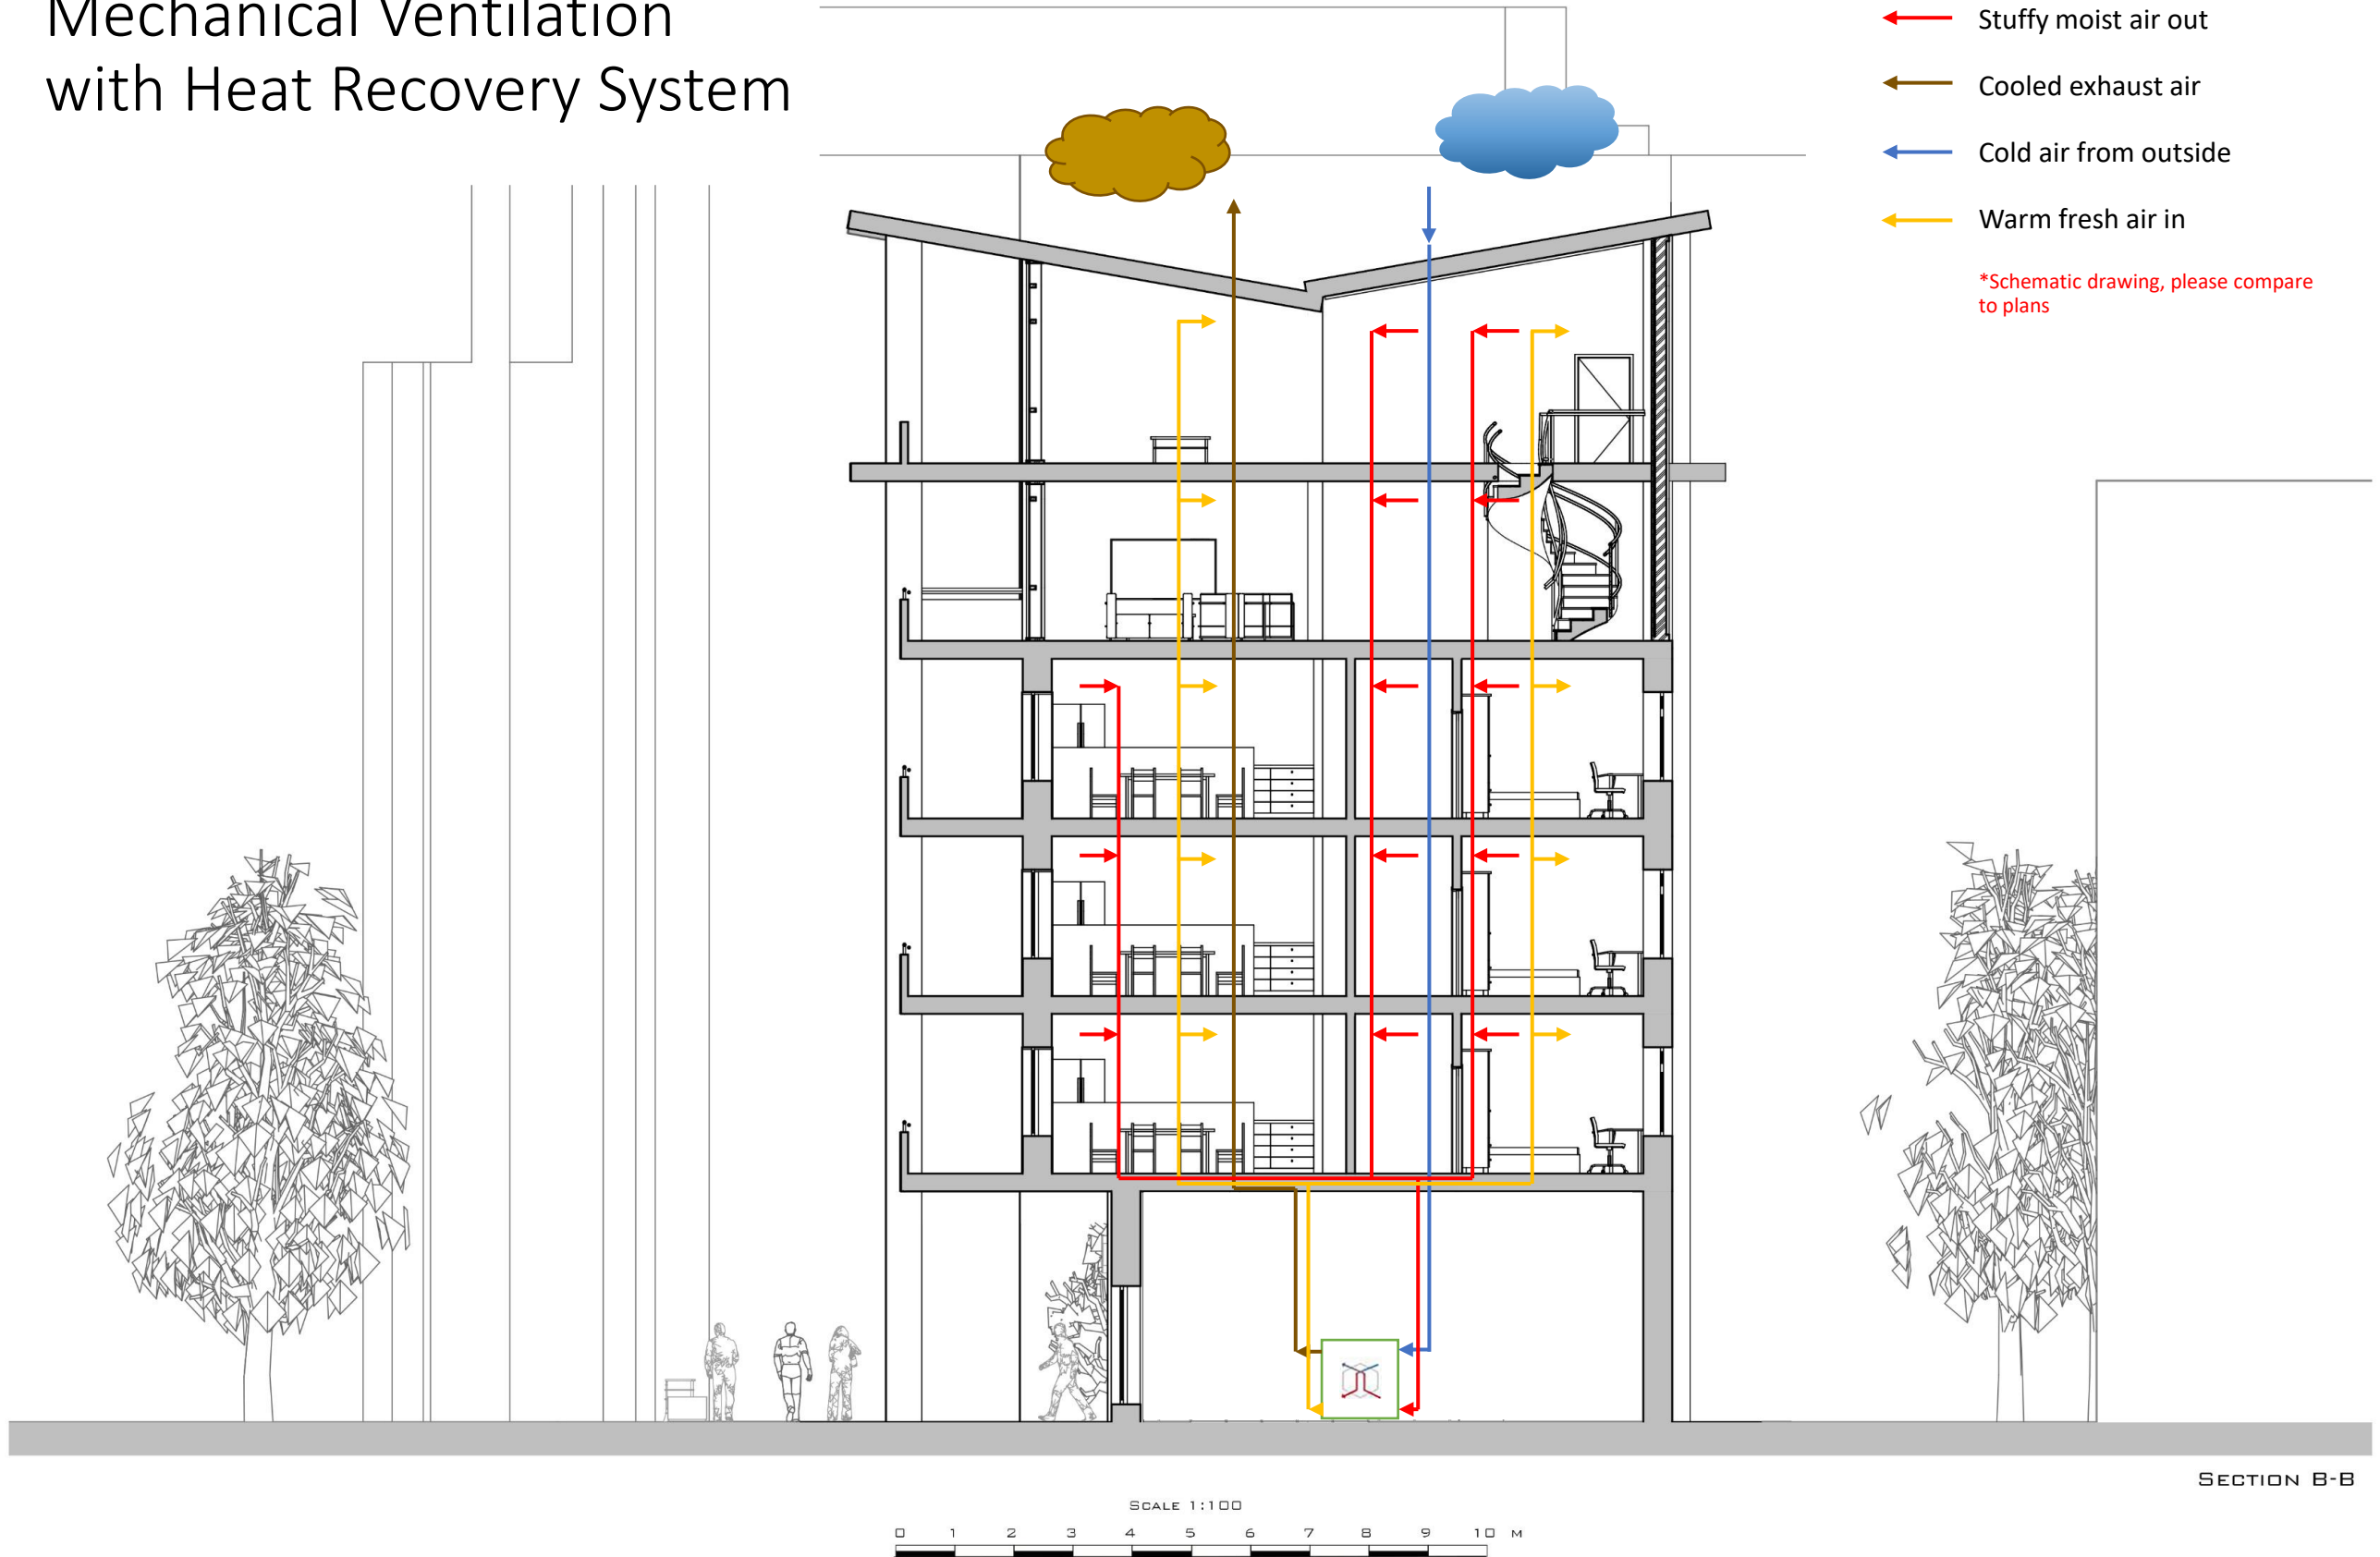 Mechanical Ventilation
with Heat Recovery System
Stuffy moist air out
Cooled exhaust air
Cold air from outside
Warm fresh air in
*Schematic drawing, please compare
to plans
SECTION B-B
SCALE 1:100
0 1 2 3 4 5 6 7 8 9 10 M